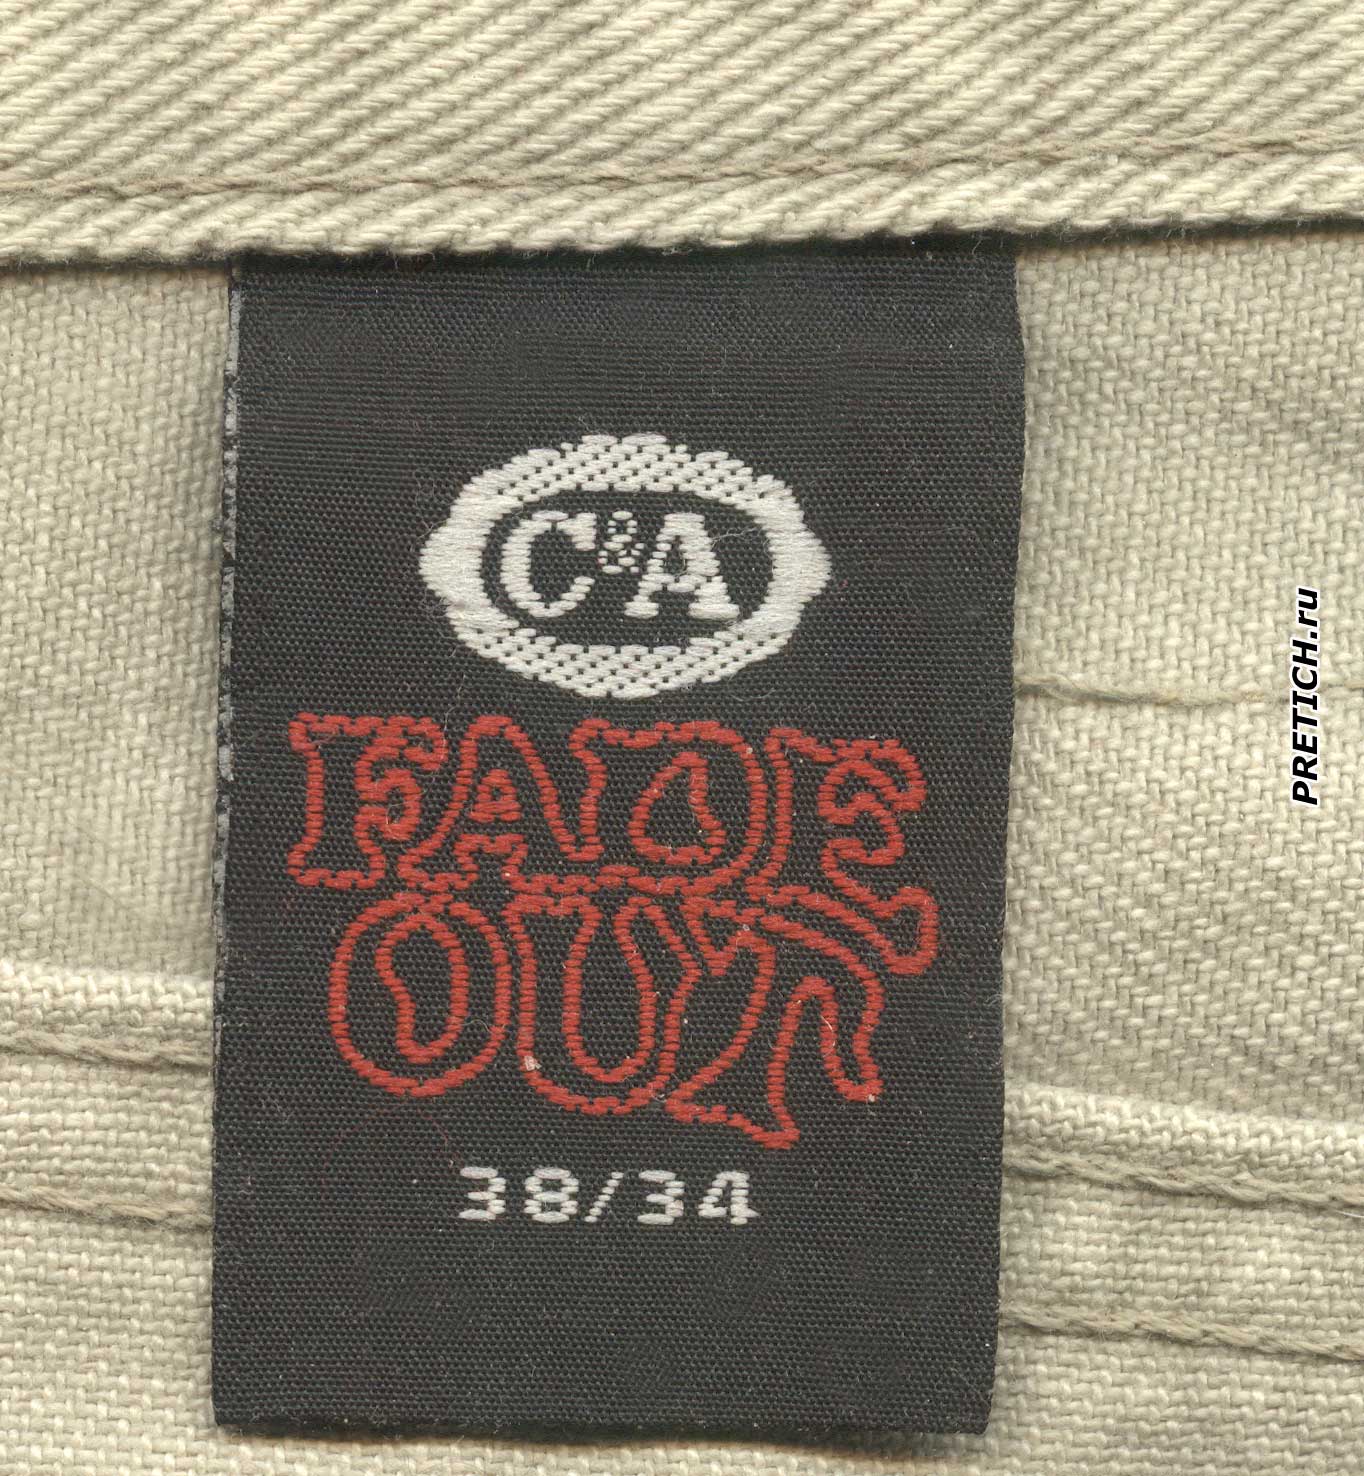 C&A
FADE
OUT
38/34
PRETICH.ru